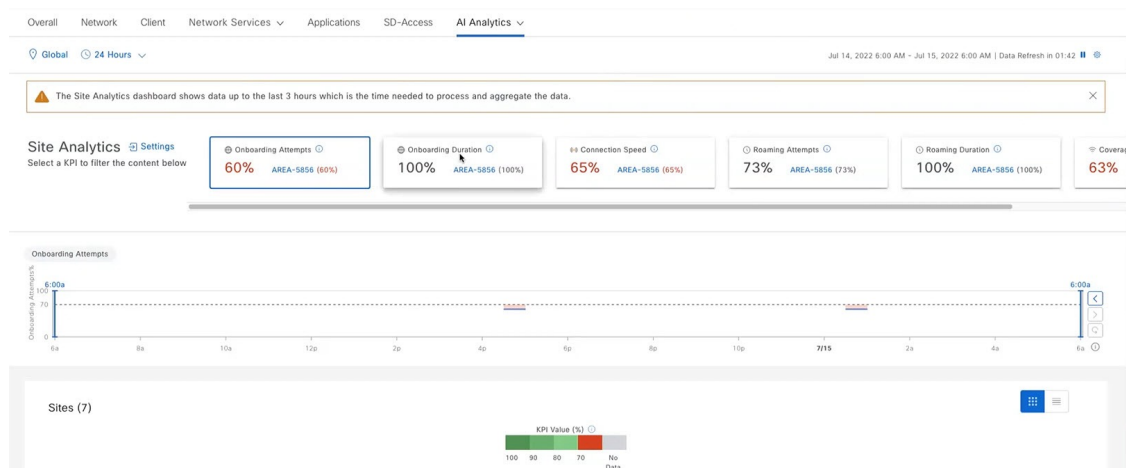 Overall Network Client Network Services Applications SD-Access AI Analytics
Global 24 Hours Jul 14, 2022 6:00 AM - Jul 15, 2022 6:00 AM | Data Refresh in 01:42
The Site Analytics dashboard shows data up to the last 3 hours which is the time needed to process and aggregate the data.
Site Analytics Settings
Select a KPI to filter the content below
Onboarding Attempts
60% AREA-5856 (60%)
Onboarding Duration
100% AREA-5856 (100%)
Connection Speed
65% AREA-5856 (65%)
Roaming Attempts
73% AREA-5856 (73%)
Roaming Duration
100% AREA-5856 (100%)
Coverag
63%
Onboarding Attempts
Onboarding Attempts%
6:00a 6:00a
100
70
0
6a 8a 10a 12p 2p 4p 6p 8p 10p 7/15 2a 4a 6a
Sites (7)
KPI Value (%)
100 90 80 70 No
Data